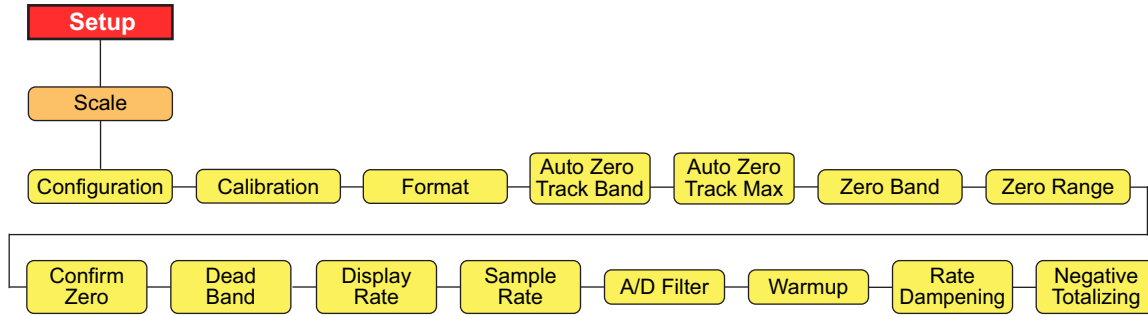 Setup
Scale
Configuration
Calibration
Format
Auto Zero
Track Band
Auto Zero
Track Max
Zero Band
Zero Range
Confirm
Zero
Dead
Band
Display
Rate
Sample
Rate
A/D Filter
Warmup
Rate
Dampening
Negative
Totalizing